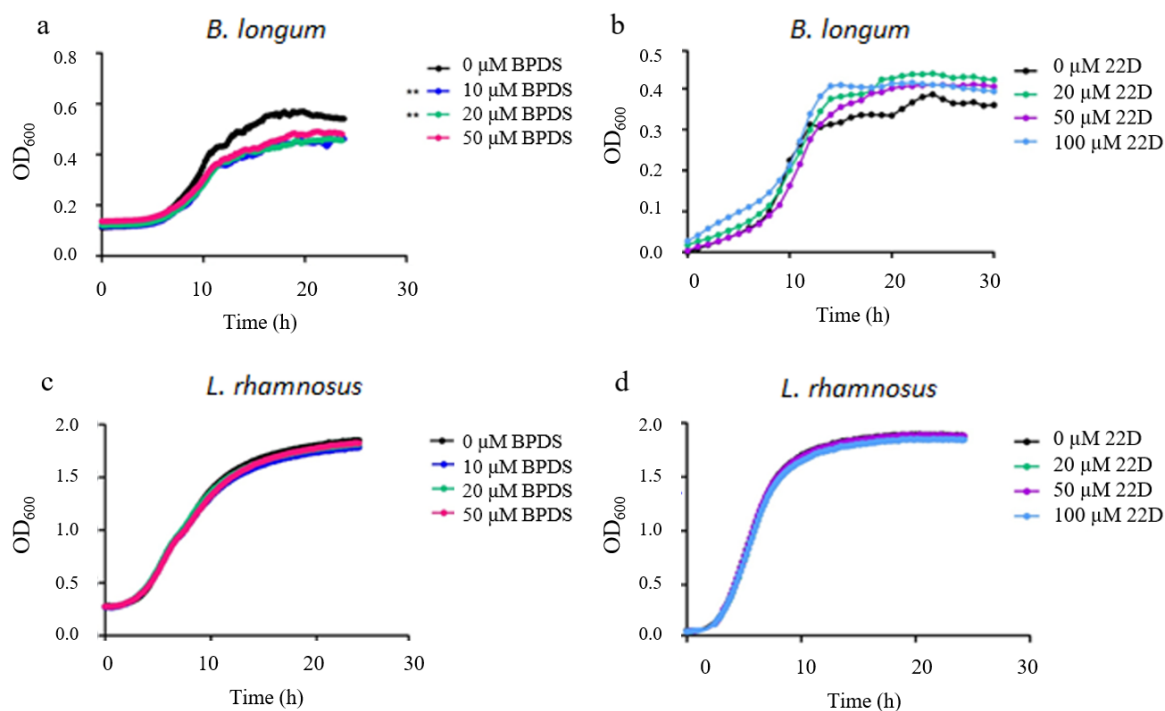 a
B. longum
0.8
0.6
0.4
0.2
0.0
OD600
0
10
20
30
Time (h)
0 µM BPDS
** 10 µM BPDS
** 20 µM BPDS
50 µM BPDS
b
B. longum
0.5
0.4
0.3
0.2
0.1
0.0
OD600
0
10
20
30
Time (h)
0 µM 22D
20 µM 22D
50 µM 22D
100 µM 22D
c
L. rhamnosus
2.0
1.5
1.0
0.5
0.0
OD600
0
10
20
30
Time (h)
0 µM BPDS
10 µM BPDS
20 µM BPDS
50 µM BPDS
d
L. rhamnosus
2.0
1.5
1.0
0.5
0.0
OD600
0
10
20
30
Time (h)
0 µM 22D
20 µM 22D
50 µM 22D
100 µM 22D